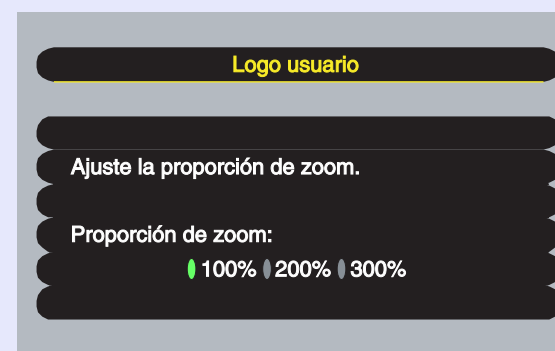 Logo usuario
Ajuste la proporción de zoom.
Proporción de zoom:
100% 200% 300%